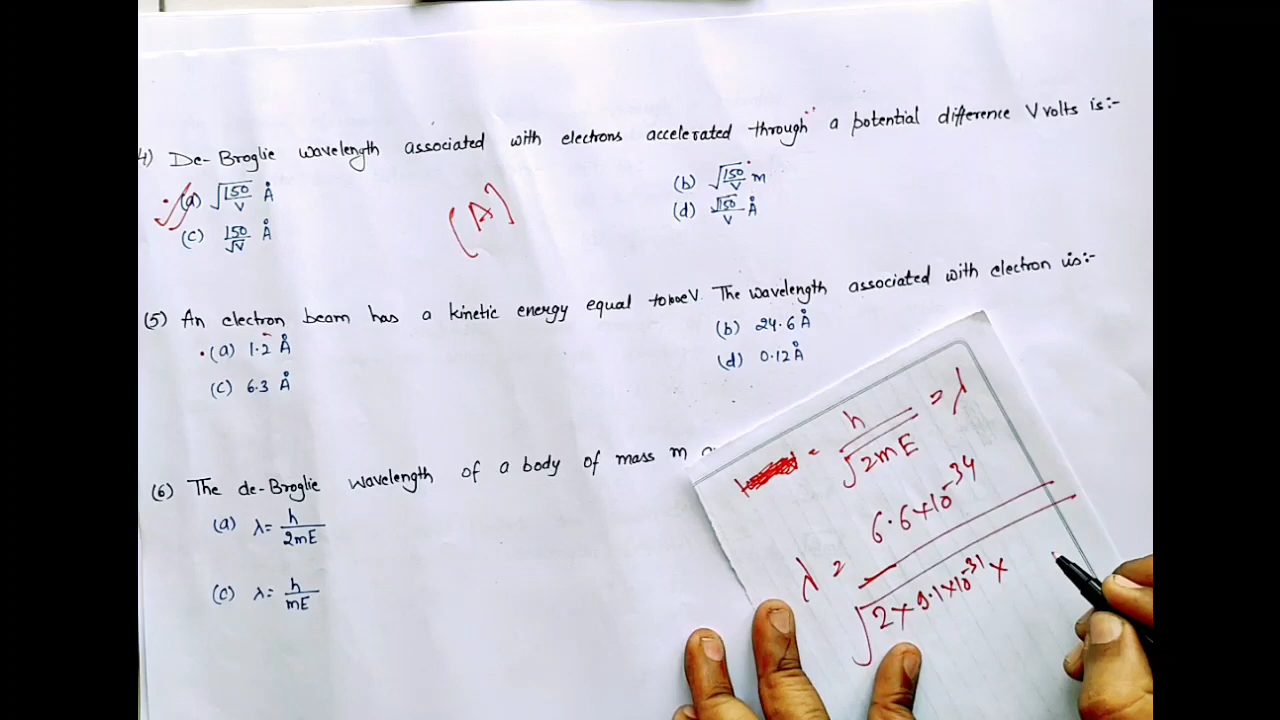 4) De-Broglie wavelength associated with electrons accelerated through a potential difference V volts is:-
(a) √(150/V) Å (b) √(150/V) m
(c) 150/√V Å (d) √150/V Å
(A)
(5) An electron beam has a kinetic energy equal to 100eV. The wavelength associated with electron is:-
(a) 1.2 Å (b) 24.6 Å
(c) 6.3 Å (d) 0.12 Å
(6) The de-Broglie wavelength of a body of mass m
(a) λ = h/2mE
(c) λ = h/mE
= h/√2mE = λ
λ = 6.6×10⁻³⁴/√2×9.1×10⁻³¹×